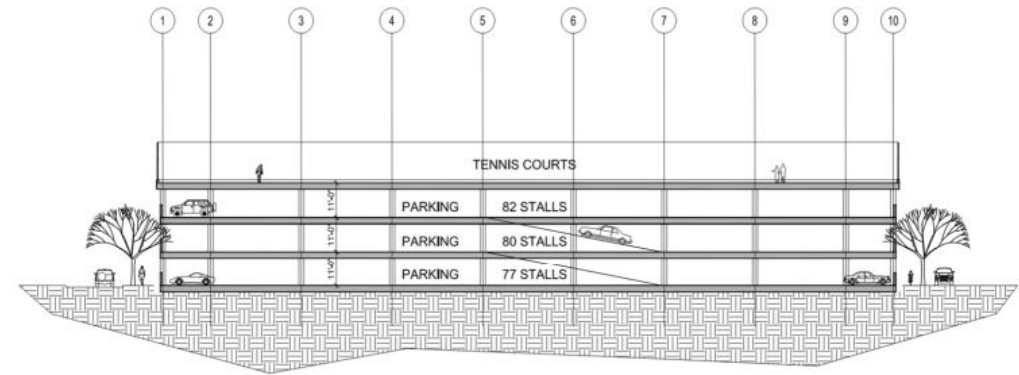 1 2 3 4 5 6 7 8 9 10
TENNIS COURTS
11'-0" PARKING 82 STALLS
11'-0" PARKING 80 STALLS
11'-0" PARKING 77 STALLS